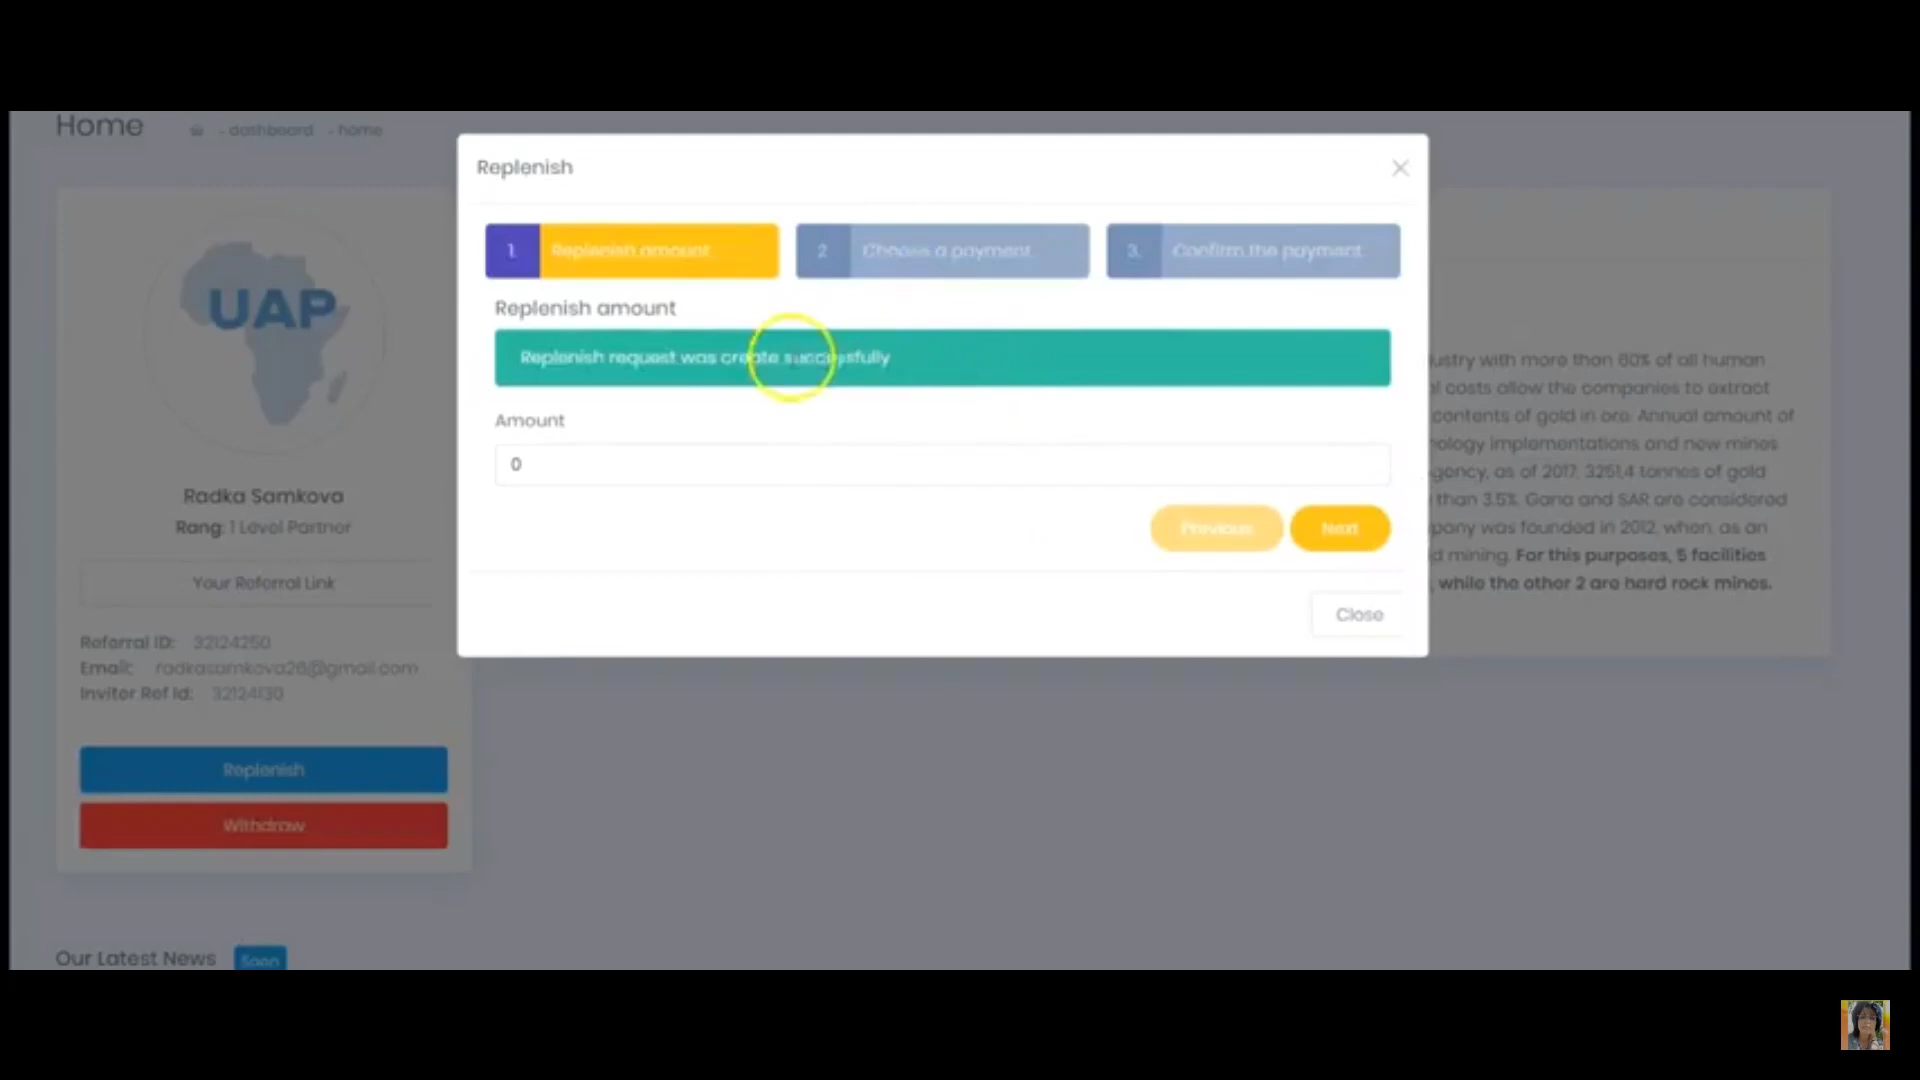 Home
- dashboard - home
Replenish
1. Replenish amount
2 Choose a payment
3. Confirm the payment
Replenish amount
Replenish request was create successfully
Amount
0
Previous
Next
Close
UAP
Radka Samkova
Rang: 1 Level Partner
Your Referral Link
Referral ID: 32124250
Email: radkasamkova26@gmail.com
Inviter Ref Id: 32124130
Replenish
Withdraw
ustry with more than 60% of all human
l costs allow the companies to extract
contents of gold in ore. Annual amount of
nology implementations and new mines
gency, as of 2017, 3251,4 tonnes of gold
than 3.5%. Gana and SAR are considered
pany was founded in 2012, when, as an
d mining. For this purposes, 5 facilities
, while the other 2 are hard rock mines.
Our Latest News
Soon